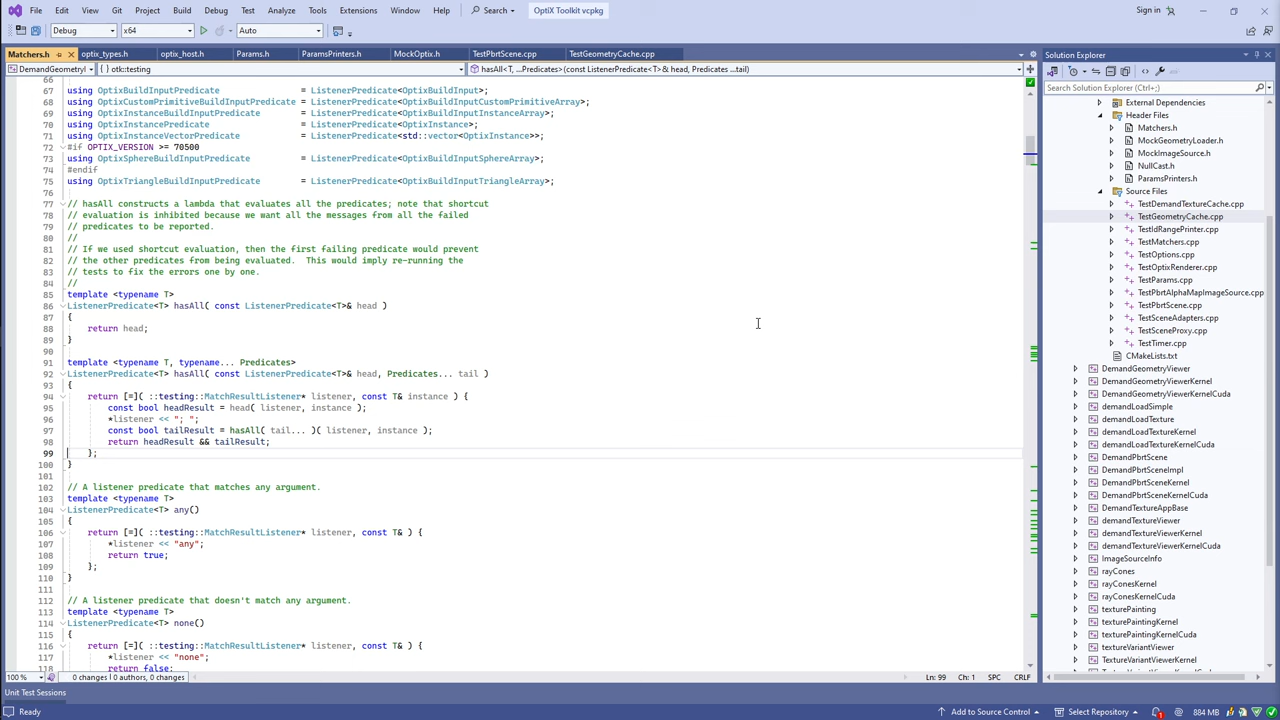 File Edit View Git Project Build Debug Test Analyze Tools Extensions Window Help Search OptiX Toolkit vcpkg Sign in
Debug x64 Auto
Matchers.h optix_types.h optix_host.h Params.h ParamsPrinters.h MockOptix.h TestPbrtScene.cpp TestGeometryCache.cpp
DemandGeometryl {} otk::testing hasAll<T, ...Predicates>(const ListenerPredicate<T>& head, Predicates ...tail)
66
67 using OptixBuildInputPredicate = ListenerPredicate<OptixBuildInput>;
68 using OptixCustomPrimitiveBuildInputPredicate = ListenerPredicate<OptixBuildInputCustomPrimitiveArray>;
69 using OptixInstanceBuildInputPredicate = ListenerPredicate<OptixBuildInputInstanceArray>;
70 using OptixInstancePredicate = ListenerPredicate<OptixInstance>;
71 using OptixInstanceVectorPredicate = ListenerPredicate<std::vector<OptixInstance>>;
72 #if OPTIX_VERSION >= 70500
73 using OptixSphereBuildInputPredicate = ListenerPredicate<OptixBuildInputSphereArray>;
74 #endif
75 using OptixTriangleBuildInputPredicate = ListenerPredicate<OptixBuildInputTriangleArray>;
76
77 // hasAll constructs a lambda that evaluates all the predicates; note that shortcut
78 // evaluation is inhibited because we want all the messages from all the failed
79 // predicates to be reported.
80 //
81 // If we used shortcut evaluation, then the first failing predicate would prevent
82 // the other predicates from being evaluated.  This would imply re-running the
83 // tests to fix the errors one by one.
84 //
85 template <typename T>
86 ListenerPredicate<T> hasAll( const ListenerPredicate<T>& head )
87 {
88 return head;
89 }
90
91 template <typename T, typename... Predicates>
92 ListenerPredicate<T> hasAll( const ListenerPredicate<T>& head, Predicates... tail )
93 {
94 return [=]( ::testing::MatchResultListener* listener, const T& instance ) {
95 const bool headResult = head( listener, instance );
96 *listener << "; ";
97 const bool tailResult = hasAll( tail... )( listener, instance );
98 return headResult && tailResult;
99 };
100 }
101
102 // A listener predicate that matches any argument.
103 template <typename T>
104 ListenerPredicate<T> any()
105 {
106 return [=]( ::testing::MatchResultListener* listener, const T& ) {
107 *listener << "any";
108 return true;
109 };
110 }
111
112 // A listener predicate that doesn't match any argument.
113 template <typename T>
114 ListenerPredicate<T> none()
115 {
116 return [=]( ::testing::MatchResultListener* listener, const T& ) {
117 *listener << "none";
118 return false;
100 % 0 changes | 0 authors, 0 changes Ln: 99 Ch: 1 SPC CRLF
Unit Test Sessions
Ready Add to Source Control Select Repository 884 MB
Solution Explorer
Search Solution Explorer (Ctrl+;)
External Dependencies
Header Files
Matchers.h
MockGeometryLoader.h
MockImageSource.h
NullCast.h
ParamsPrinters.h
Source Files
TestDemandTextureCache.cpp
TestGeometryCache.cpp
TestIdRangePrinter.cpp
TestMatchers.cpp
TestOptions.cpp
TestOptixRenderer.cpp
TestParams.cpp
TestPbrtAlphaMapImageSource.cpp
TestPbrtScene.cpp
TestSceneAdapters.cpp
TestSceneProxy.cpp
TestTimer.cpp
CMakeLists.txt
DemandGeometryViewer
DemandGeometryViewerKernel
DemandGeometryViewerKernelCuda
demandLoadSimple
demandLoadTexture
demandLoadTextureKernel
demandLoadTextureKernelCuda
DemandPbrtScene
DemandPbrtSceneImpl
DemandPbrtSceneKernel
DemandPbrtSceneKernelCuda
DemandTextureAppBase
demandTextureViewer
demandTextureViewerKernel
demandTextureViewerKernelCuda
ImageSourceInfo
rayCones
rayConesKernel
rayConesKernelCuda
texturePainting
texturePaintingKernel
texturePaintingKernelCuda
textureVariantViewer
TextureVariantViewerKernel